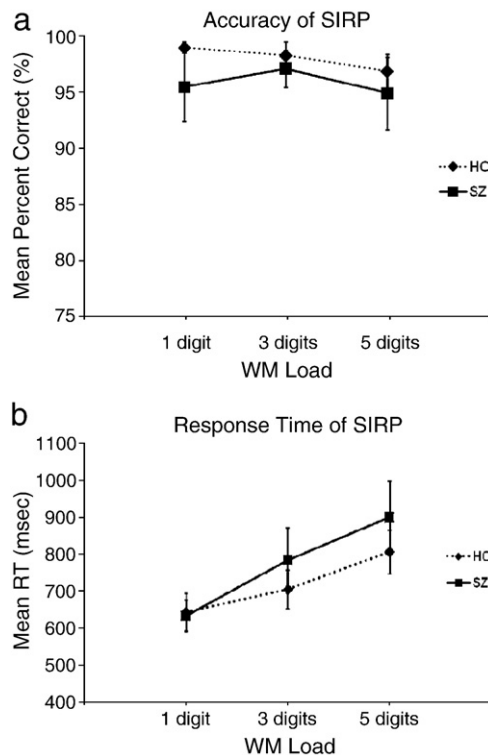 a
Accuracy of SIRP
Mean Percent Correct (%)
100
95
90
85
80
75
HC
SZ
1 digit 3 digits 5 digits
WM Load
b
Response Time of SIRP
Mean RT (msec)
1100
1000
900
800
700
600
500
400
HC
SZ
1 digit 3 digits 5 digits
WM Load